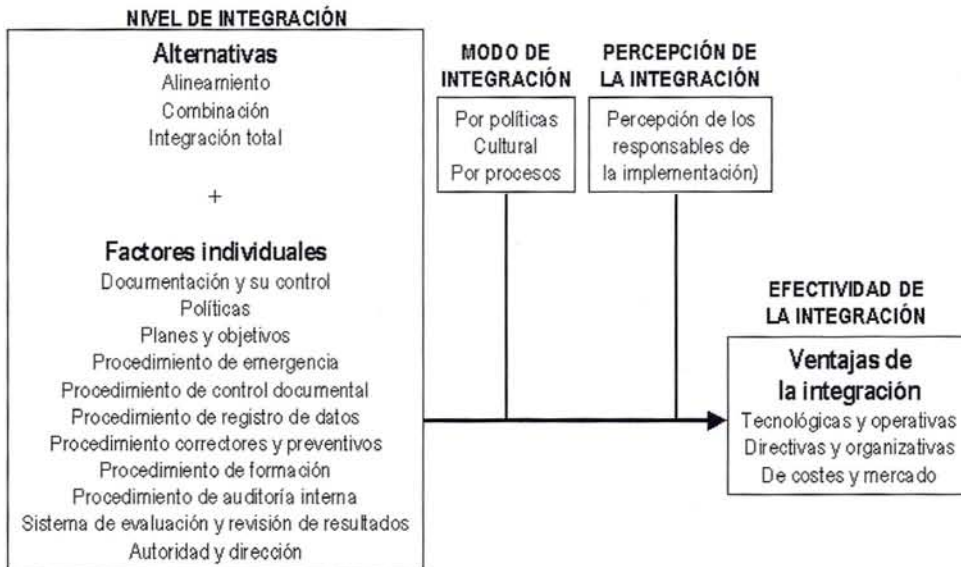 NIVEL DE INTEGRACIÓN
Alternativas
Alineamiento
Combinación
Integración total
+
Factores individuales
Documentación y su control
Políticas
Planes y objetivos
Procedimiento de emergencia
Procedimiento de control documental
Procedimiento de registro de datos
Procedimiento correctores y preventivos
Procedimiento de formación
Procedimiento de auditoría interna
Sistema de evaluación y revisión de resultados
Autoridad y dirección
MODO DE
INTEGRACIÓN
Por políticas
Cultural
Por procesos
PERCEPCIÓN DE
LA INTEGRACIÓN
Percepción de los
responsables de
la implementación)
EFECTIVIDAD DE
LA INTEGRACIÓN
Ventajas de
la integración
Tecnológicas y operativas
Directivas y organizativas
De costes y mercado